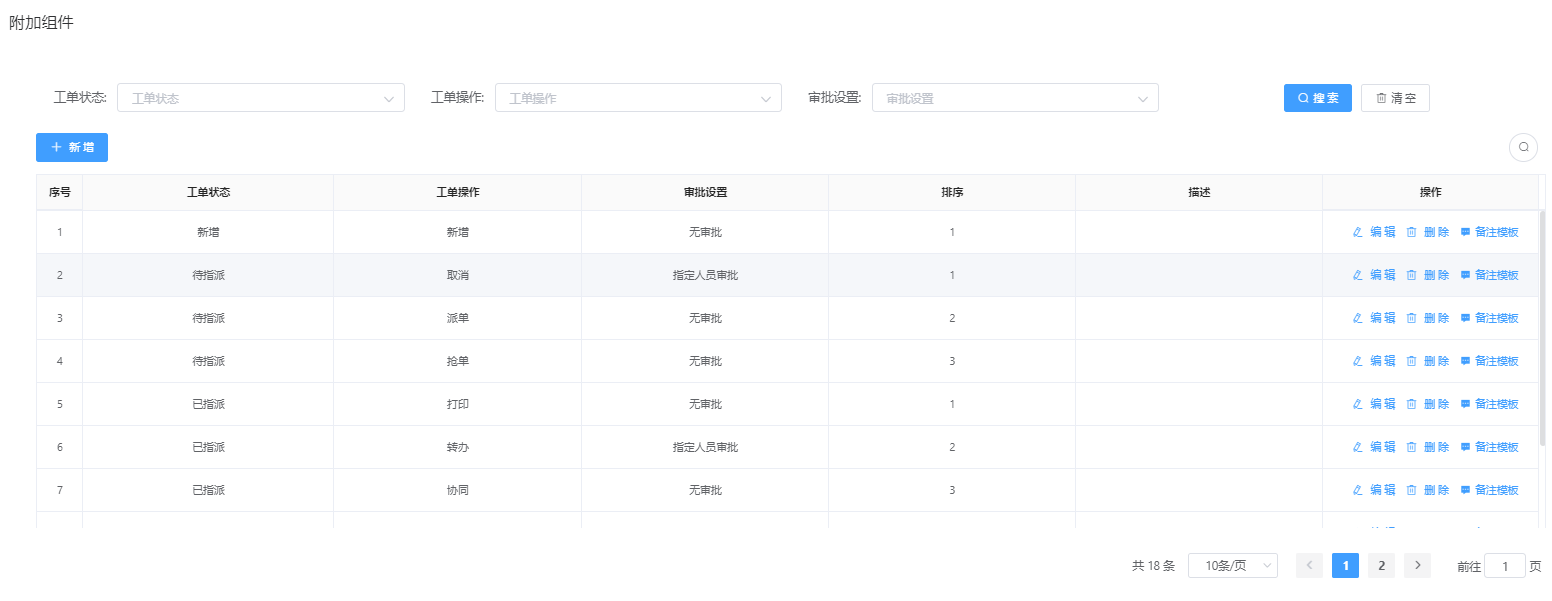 附加组件
工单状态: 工单状态 工单操作: 工单操作 审批设置: 审批设置 搜 索 清 空
新 增
序号 工单状态 工单操作 审批设置 排序 描述 操作
1 新增 新增 无审批 1 编 辑 删 除 备注模板
2 待指派 取消 指定人员审批 1 编 辑 删 除 备注模板
3 待指派 派单 无审批 2 编 辑 删 除 备注模板
4 待指派 抢单 无审批 3 编 辑 删 除 备注模板
5 已指派 打印 无审批 1 编 辑 删 除 备注模板
6 已指派 转办 指定人员审批 2 编 辑 删 除 备注模板
7 已指派 协同 无审批 3 编 辑 删 除 备注模板
共 18 条 10条/页 1 2 前往 1 页